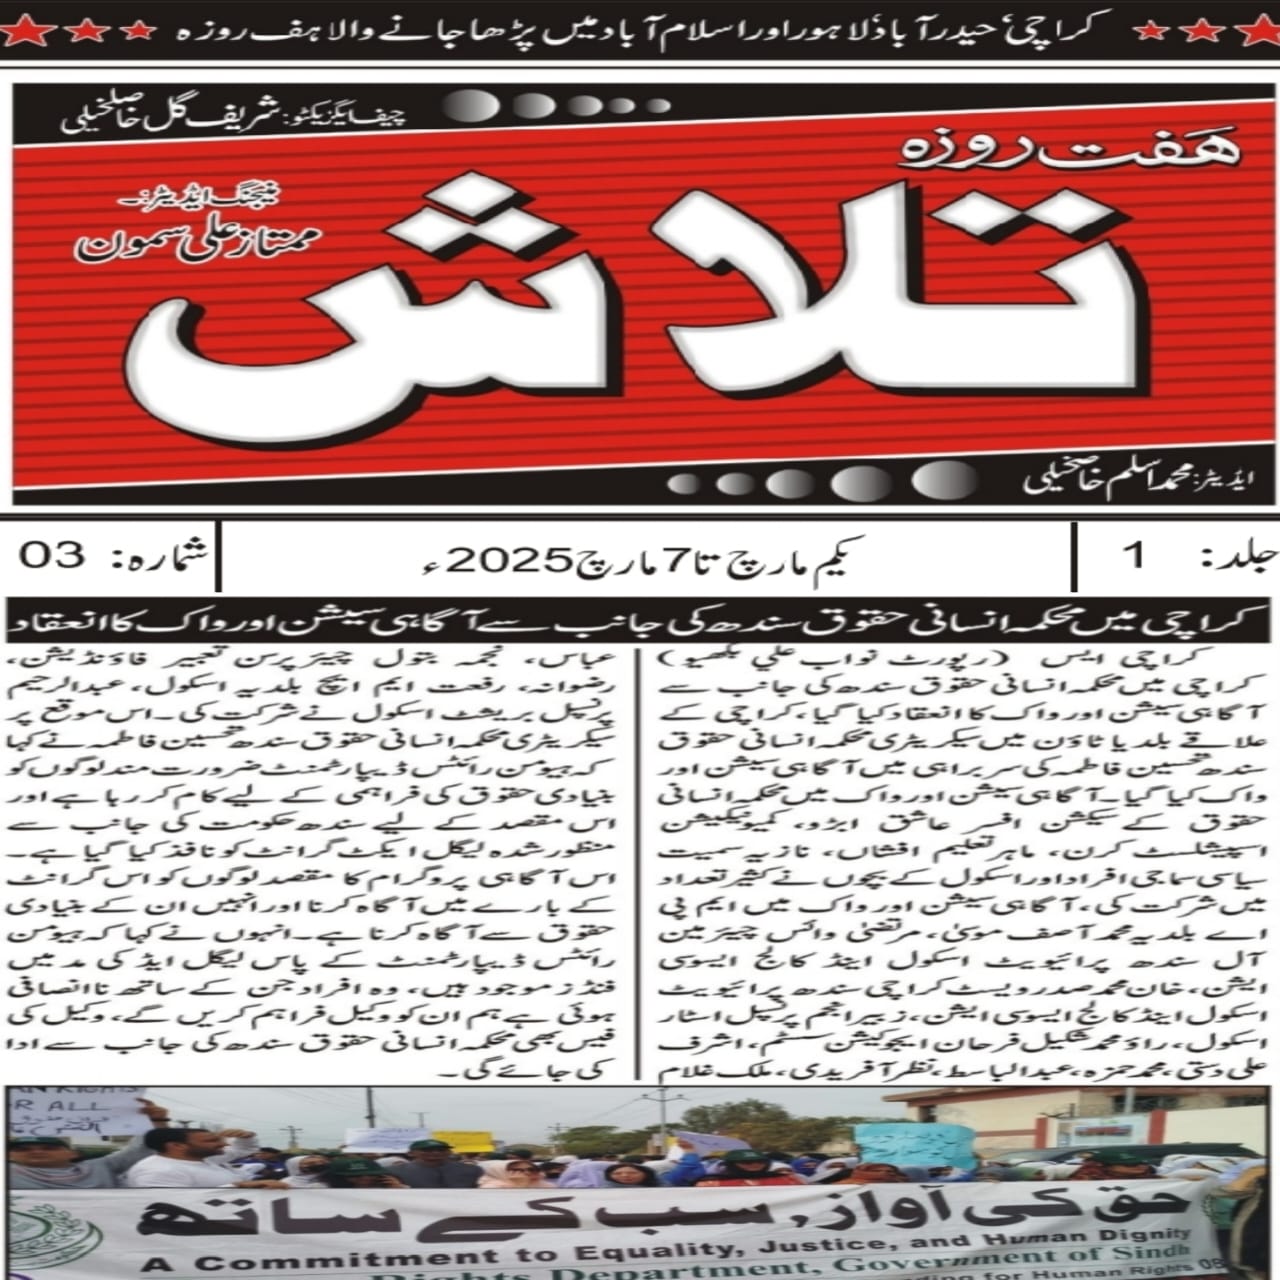 کراچی، حیدرآباد، لاہور اور اسلام آباد میں پڑھا جانے والا ہفت روزہ
چیف ایگزیکٹو: شریف گل خاصخیلی
ہفت روزہ
منیجنگ ایڈیٹر:۔
ممتاز علی سمون
تلاش
ایڈیٹر: محمد اسلم خاصخیلی
جلد: 1
یکم مارچ تا 7 مارچ 2025ء
شمارہ: 03
کراچی میں محکمہ انسانی حقوق سندھ کی جانب سے آگاہی سیشن اور واک کا انعقاد
کراچی ایس (رپورٹ نواب علي بکھیو)
کراچی میں محکمہ انسانی حقوق سندھ کی جانب سے
آگاہی سیشن اور واک کا انعقاد کیا گیا، کراچی کے
علاقے بلدیا ٹاؤن میں سیکریٹری محکمہ انسانی حقوق
سندھ تحسین فاطمہ کی سربراہی میں آگاہی سیشن اور
واک کیا گیا۔ آگاہی سیشن اور واک میں محکمہ انسانی
حقوق کے سیکشن افسر عاشق ابڑو، کمیونیکیشن
اسپیشلسٹ کرن، ماہر تعلیم افشاں، نازیہ سمیت
سیاسی سماجی افراد اور اسکول کے بچوں نے کثیر تعداد
میں شرکت کی، آگاہی سیشن اور واک میں ایم پی
اے بلدیہ محمد آصف موسیٰ، مرتضیٰ وائس چیئرمین
آل سندھ پرائیویٹ اسکول اینڈ کالج ایسوسی
ایشن، خان محمد صدر ویسٹ کراچی سندھ پرائیویٹ
اسکول اینڈ کالج ایسوسی ایشن، زبیر انجم پرنسپل اسٹار
اسکول، راؤ محمد شکیل فرحان ایجوکیشن سسٹم، اشرف
علی دستی، محمد حمزہ، عبدالباسط، نظر آفریدی، ملک غلام
عباس، نجمہ بتول چیئرپرسن تعبیر فاؤنڈیشن،
رضوانہ، رفعت ایم ایچ بلدیہ اسکول، عبدالرحیم
پرنسپل بریشٹ اسکول نے شرکت کی۔ اس موقع پر
سیکریٹری محکمہ انسانی حقوق سندھ تحسین فاطمہ نے کہا
کہ ہیومن رائٹس ڈیپارٹمنٹ ضرورت مند لوگوں کو
بنیادی حقوق کی فراہمی کے لیے کام کر رہا ہے اور
اس مقصد کے لیے سندھ حکومت کی جانب سے
منظور شدہ لیگل ایکٹ گرانٹ کو نافذ کیا گیا ہے۔
اس آگاہی پروگرام کا مقصد لوگوں کو اس گرانٹ
کے بارے میں آگاہ کرنا اور انہیں ان کے بنیادی
حقوق سے آگاہ کرنا ہے۔ انہوں نے کہا کہ ہیومن
رائٹس ڈیپارٹمنٹ کے پاس لیگل ایڈ کی مد میں
فنڈز موجود ہیں، وہ افراد جن کے ساتھ ناانصافی
ہوئی ہے ہم ان کو وکیل فراہم کریں گے، وکیل کی
فیس بھی محکمہ انسانی حقوق سندھ کی جانب سے ادا
کی جائے گی۔
R ALL
حق کی آواز، سب کے ساتھ
A Commitment to Equality, Justice, and Human Dignity
Rights Department, Government of Sindh
for Human Rights